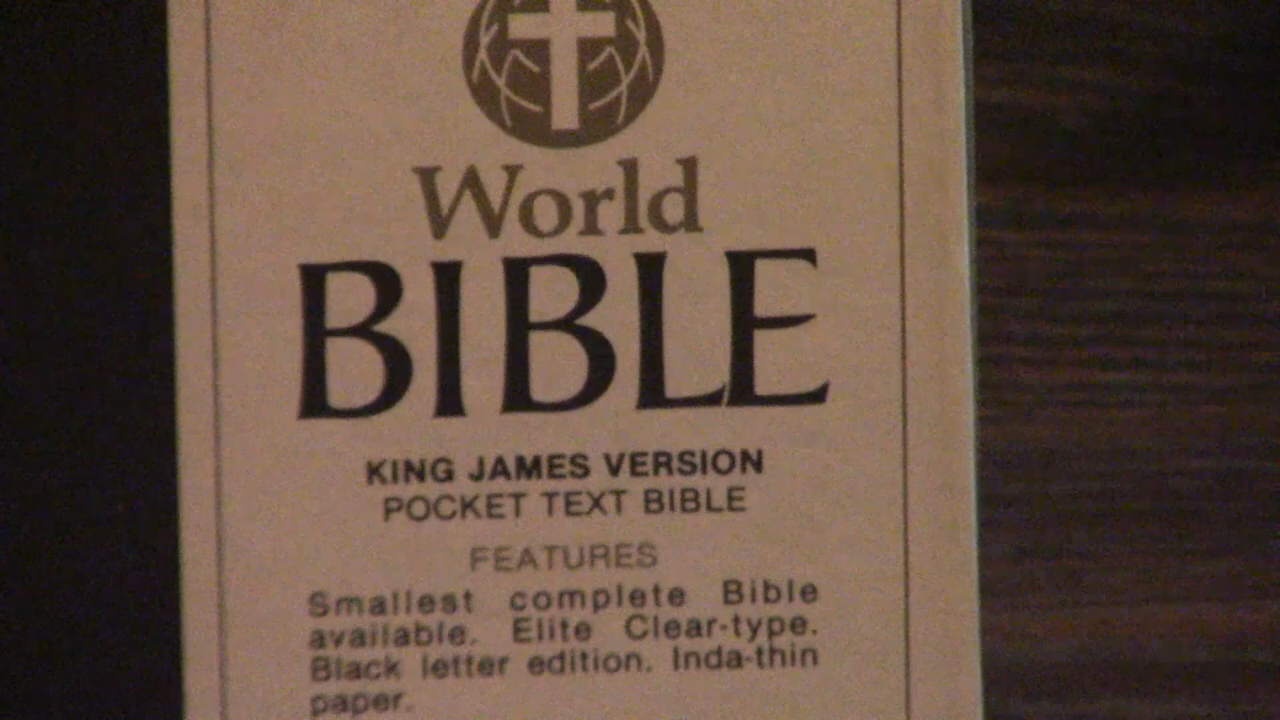 World
BIBLE
KING JAMES VERSION
POCKET TEXT BIBLE
FEATURES
Smallest complete Bible
available. Elite Clear-type.
Black letter edition. Inda-thin
paper.